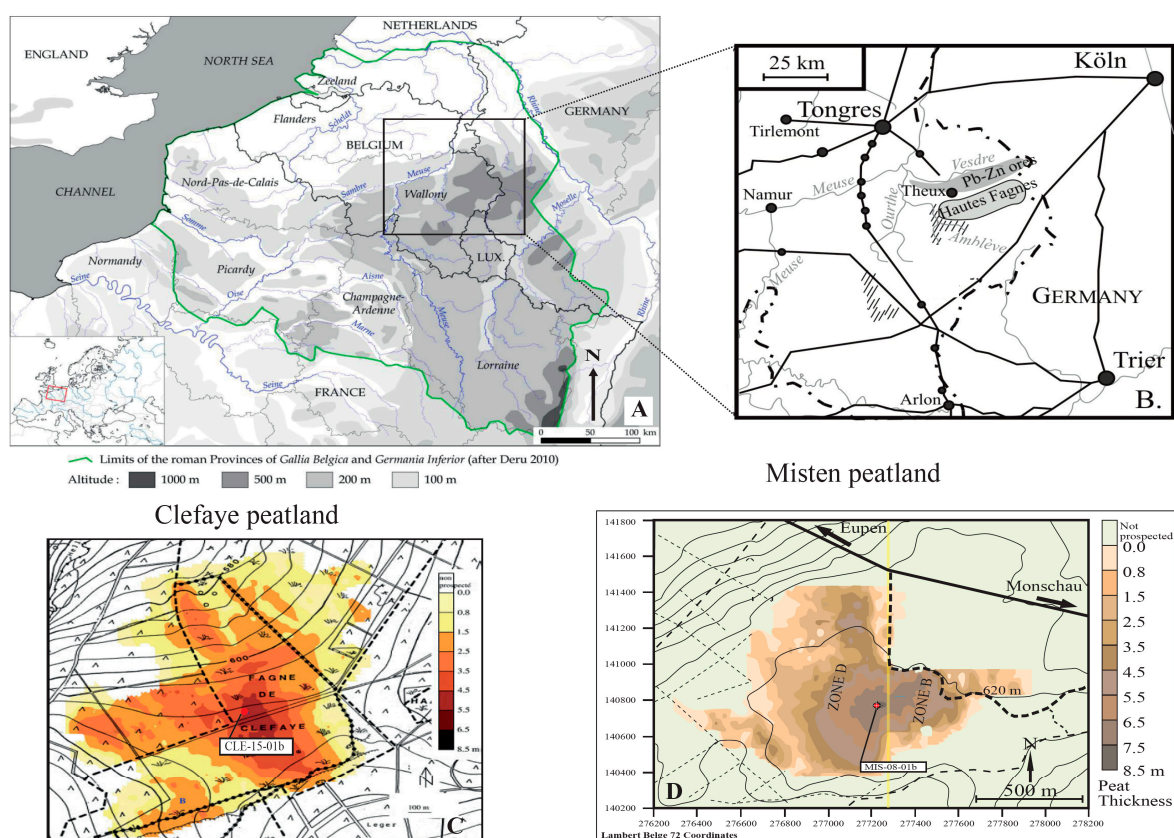 NETHERLANDS
ENGLAND
NORTH SEA
Zeeland
Rhine
Flanders
Scheldt
GERMANY
BELGIUM
CHANNEL
Nord-Pas-de-Calais
Sambre
Meuse
Wallony
Moselle
Somme
LUX.
Normandy
Seine
Picardy
Oise
Aisne
Champagne-
Ardenne
Marne
Meuse
Lorraine
Rhine
Seine
FRANCE
N
A
0 50 100 km
Limits of the roman Provinces of Gallia Belgica and Germania Inferior (after Deru 2010)
Altitude : 1000 m 500 m 200 m 100 m
25 km
Köln
Tongres
Tirlemont
Vesdre
Pb-Zn ores
Namur
Meuse
Ourthe
Theux
Hautes Fagnes
Amblève
Meuse
GERMANY
Trier
Arlon
B.
Misten peatland
Clefaye peatland
580
non
prospecté
0.0
0.8
1.5
2.5
3.5
4.5
5.5
6.5
8.5 m
600
FAGNE
DE
CLEFAYE
HA
CLE-15-01b
B
N
100 m
Leger
C
141800
141600
141400
141200
141000
140800
140600
140400
140200
Eupen
Monschau
ZONE D
ZONE B
620 m
MIS-08-01b
N
D
500 m
276200 276400 276800 277000 277200 277400 277800 278000 278200
Lambert Belge 72 Coordinates
Not
prospected
0.0
0.8
1.5
2.5
3.5
4.5
5.5
6.5
7.5
8.5 m
Peat
Thickness